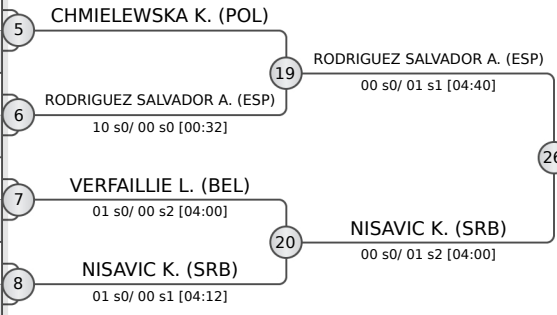 CHMIELEWSKA K. (POL)
5
RODRIGUEZ SALVADOR A. (ESP)
19
00 s0/ 01 s1 [04:40]
RODRIGUEZ SALVADOR A. (ESP)
6
10 s0/ 00 s0 [00:32]
26
VERFAILLIE L. (BEL)
7
01 s0/ 00 s2 [04:00]
NISAVIC K. (SRB)
20
00 s0/ 01 s2 [04:00]
NISAVIC K. (SRB)
8
01 s0/ 00 s1 [04:12]